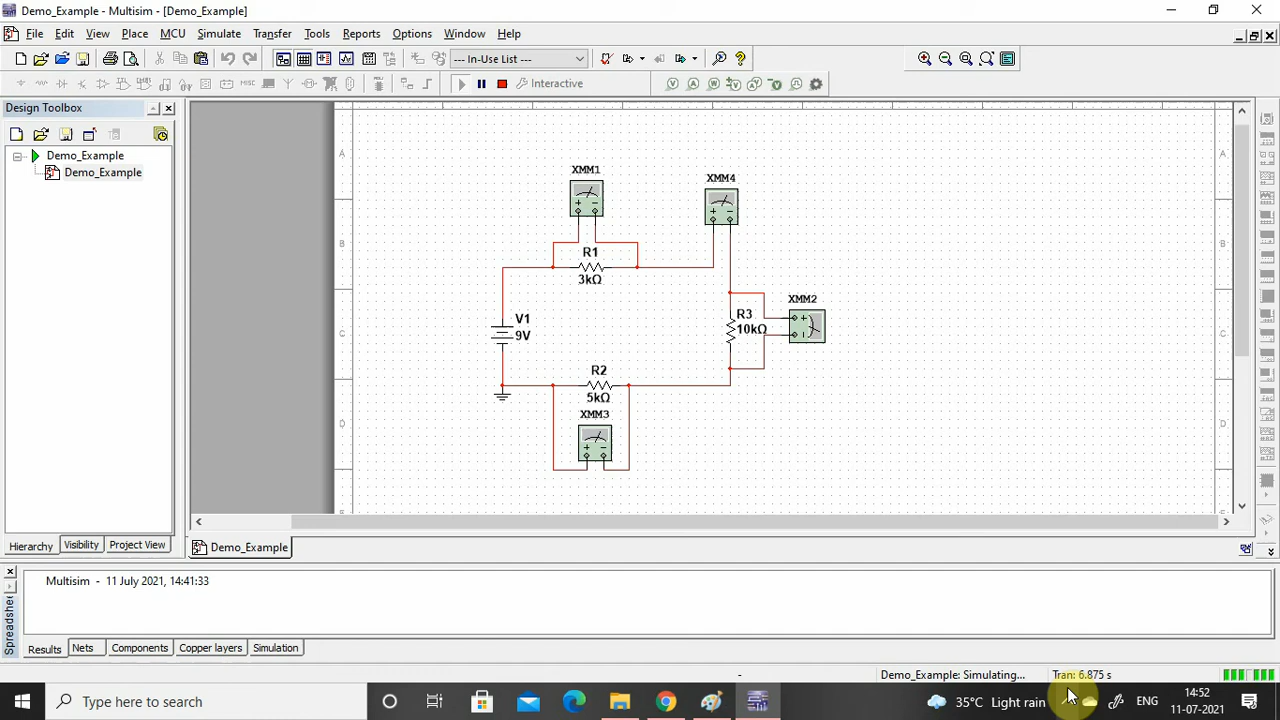 Demo_Example - Multisim - [Demo_Example]
File Edit View Place MCU Simulate Transfer Tools Reports Options Window Help
--- In-Use List ---
Interactive
Design Toolbox
Demo_Example
Demo_Example
A
B
C
D
A
B
C
D
XMM1
XMM4
R1
3kΩ
XMM2
V1
9V
R3
10kΩ
R2
5kΩ
XMM3
Hierarchy Visibility Project View
Demo_Example
Multisim - 11 July 2021, 14:41:33
Results Nets Components Copper layers Simulation
-
Demo_Example: Simulating... Tran: 6.875 s
Type here to search
35°C Light rain
ENG
14:52
11-07-2021